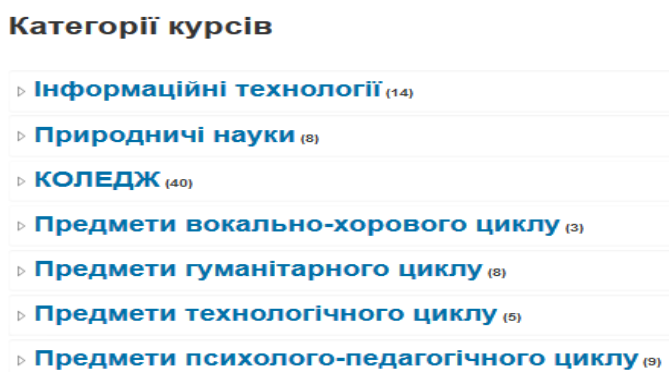 Категорії курсів
Інформаційні технології (14)
Природничі науки (8)
КОЛЕДЖ (40)
Предмети вокально-хорового циклу (3)
Предмети гуманітарного циклу (8)
Предмети технологічного циклу (5)
Предмети психолого-педагогічного циклу (9)